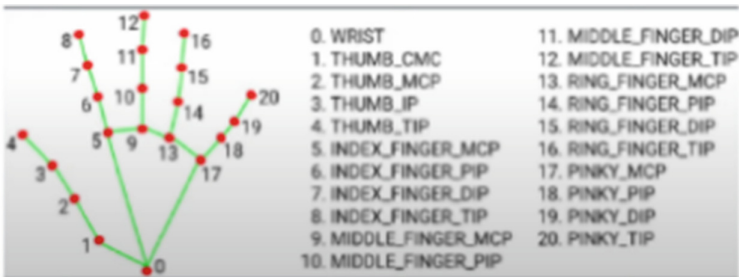 12
8
16
11
7
15
6
10
14
20
4
5
9
13
19
18
3
17
2
1
0
0. WRIST
1. THUMB_CMC
2. THUMB_MCP
3. THUMB_IP
4. THUMB_TIP
5. INDEX_FINGER_MCP
6. INDEX_FINGER_PIP
7. INDEX_FINGER_DIP
8. INDEX_FINGER_TIP
9. MIDDLE_FINGER_MCP
10. MIDDLE_FINGER_PIP
11. MIDDLE_FINGER_DIP
12. MIDDLE_FINGER_TIP
13. RING_FINGER_MCP
14. RING_FINGER_PIP
15. RING_FINGER_DIP
16. RING_FINGER_TIP
17. PINKY_MCP
18. PINKY_PIP
19. PINKY_DIP
20. PINKY_TIP